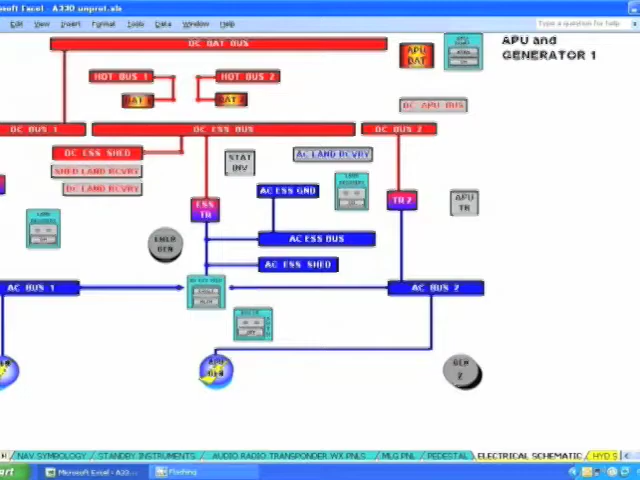 Microsoft Excel - A330 unprot.xls
Edit View Insert Format Tools Data Window Help
Type a question for help
DC BAT BUS
APU BAT
APU and
GENERATOR 1
HOT BUS 1
HOT BUS 2
BAT
BAT
DC APU BUS
DC BUS 1
DC ESS BUS
DC BUS 2
DC ESS SHED
STAT INV
AC LAND RCVRY
SHED LAND RCVRY
DC LAND RCVRY
AC ESS GND
ESS TR
TR 2
APU TR
EMER GEN
AC ESS BUS
AC ESS SHED
AC BUS 1
AC BUS 2
APU GEN
GEN 2
NAV SYMBOLOGY
STANDBY INSTRUMENTS
AUDIO RADIO TRANSPONDER WX PNLS
MLG PNL
PEDESTAL
ELECTRICAL SCHEMATIC
HYD S
start
Microsoft Excel - A33...
Flashing